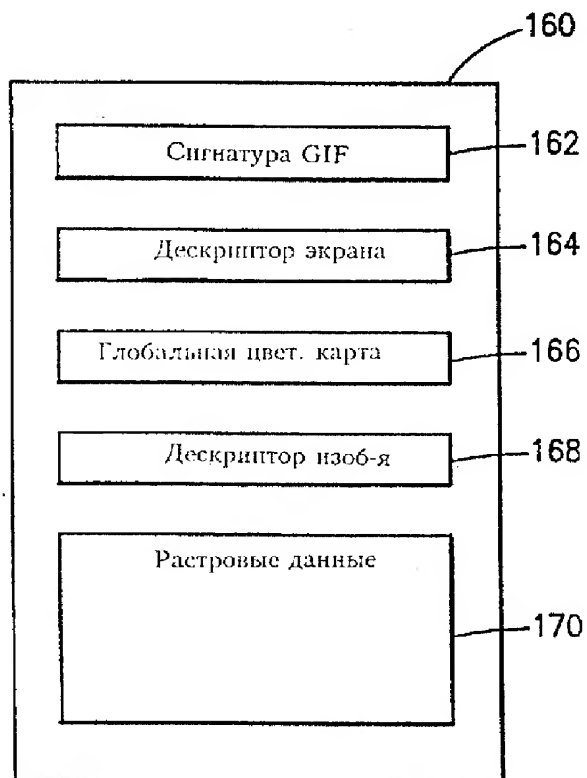 160
Сигнатура GIF
162
Дескриптор экрана
164
Глобальная цвет. карта
166
Дескриптор изоб-я
168
Растровые данные
170